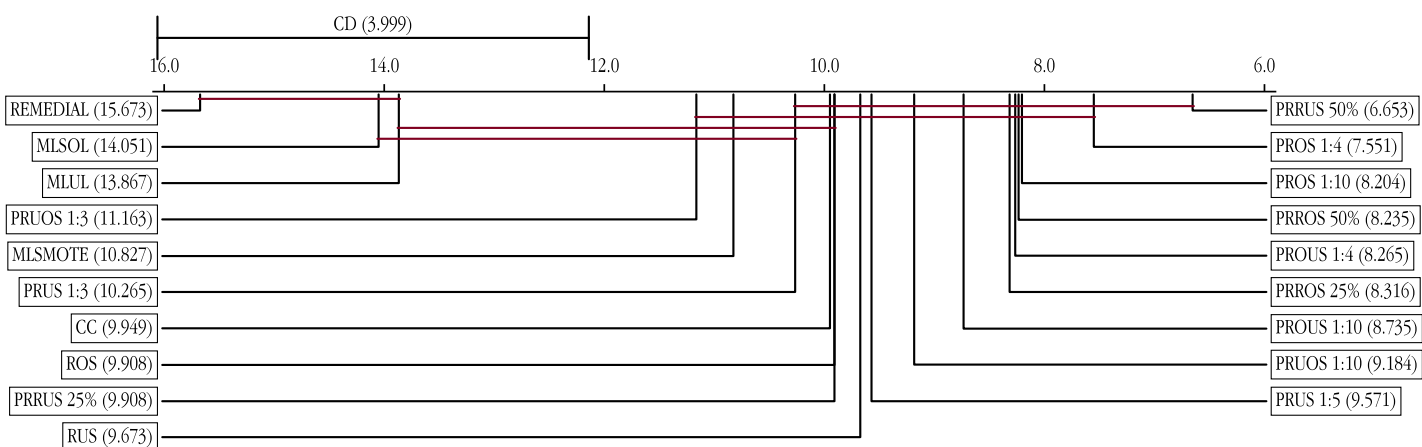 CD (3.999)
16.0 14.0 12.0 10.0 8.0 6.0
REMEDIAL (15.673)
MLSOL (14.051)
MLUL (13.867)
PRUOS 1:3 (11.163)
MLSMOTE (10.827)
PRUS 1:3 (10.265)
CC (9.949)
ROS (9.908)
PRRUS 25% (9.908)
RUS (9.673)
PRRUS 50% (6.653)
PROS 1:4 (7.551)
PROS 1:10 (8.204)
PRROS 50% (8.235)
PROUS 1:4 (8.265)
PRROS 25% (8.316)
PROUS 1:10 (8.735)
PRUOS 1:10 (9.184)
PRUS 1:5 (9.571)